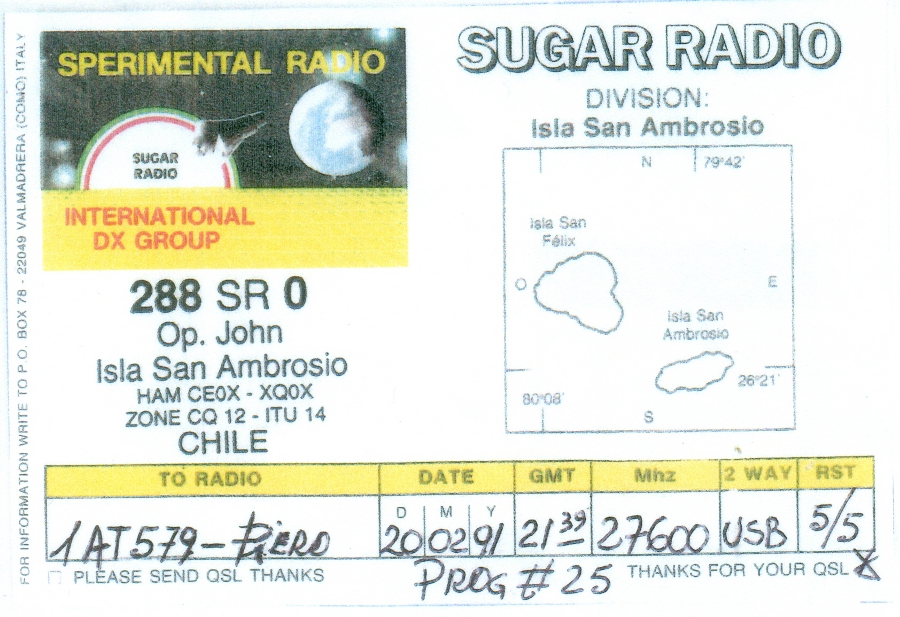 FOR INFORMATION WRITE TO P.O. BOX 78 - 22049 VALMADRERA (COMO) ITALY
SPERIMENTAL RADIO
SUGAR
RADIO
INTERNATIONAL
DX GROUP
288 SR 0
Op. John
Isla San Ambrosio
HAM CE0X - XQ0X
ZONE CQ 12 - ITU 14
CHILE
SUGAR RADIO
DIVISION:
Isla San Ambrosio
N
79°42'
Isla San
Félix
O
E
Isla San
Ambrosio
26°21'
80°08'
S
TO RADIO DATE GMT Mhz 2 WAY RST
D M Y
1AT579-PiERO 20 02 91 21 39 27600 USB 5/5
PLEASE SEND QSL THANKS
PROG # 25
THANKS FOR YOUR QSL X